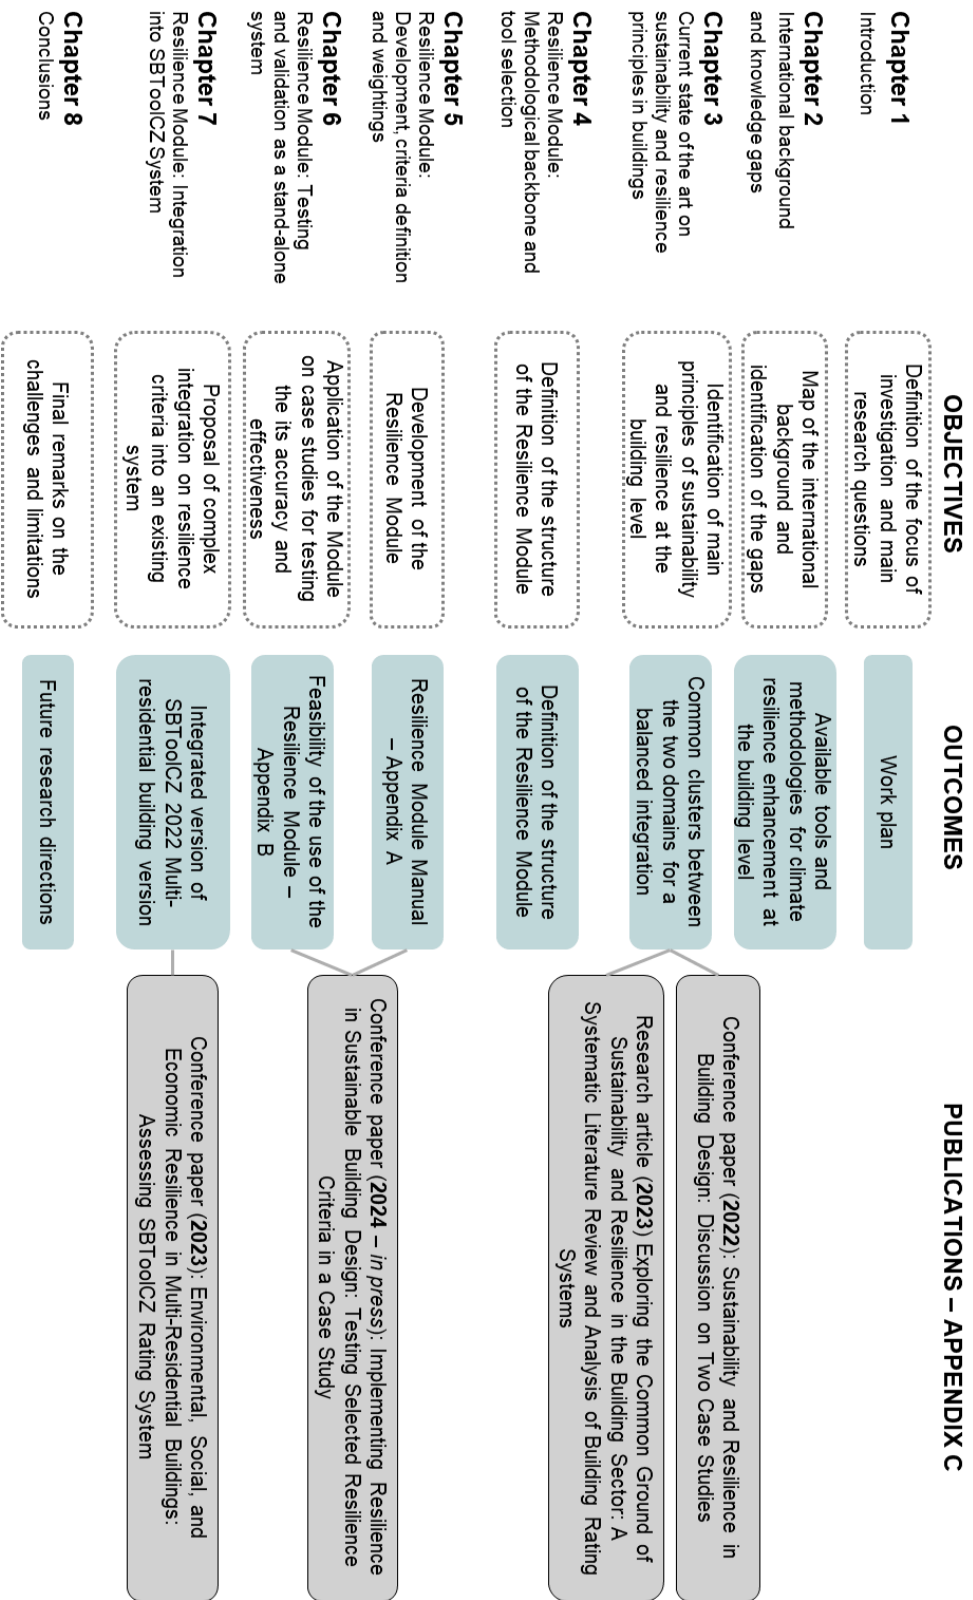 OBJECTIVES
OUTCOMES
PUBLICATIONS – APPENDIX C
Chapter 1
Introduction
Definition of the focus of
investigation and main
research questions
Work plan
Chapter 2
International background
and knowledge gaps
Map of the international
background and
identification of the gaps
Available tools and
methodologies for climate
resilience enhancement at
the building level
Chapter 3
Current state of the art on
sustainability and resilience
principles in buildings
Identification of main
principles of sustainability
and resilience at the
building level
Common clusters between
the two domains for a
balanced integration
Conference paper (2022): Sustainability and Resilience in
Building Design: Discussion on Two Case Studies
Research article (2023) Exploring the Common Ground of
Sustainability and Resilience in the Building Sector: A
Systematic Literature Review and Analysis of Building Rating
Systems
Chapter 4
Resilience Module:
Methodological backbone and
tool selection
Definition of the structure
of the Resilience Module
Definition of the structure
of the Resilience Module
Chapter 5
Resilience Module:
Development, criteria definition
and weightings
Development of the
Resilience Module
Resilience Module Manual
– Appendix A
Chapter 6
Resilience Module: Testing
and validation as a stand-alone
system
Application of the Module
on case studies for testing
the its accuracy and
effectiveness
Feasibility of the use of the
Resilience Module –
Appendix B
Conference paper (2024 – in press): Implementing Resilience
in Sustainable Building Design: Testing Selected Resilience
Criteria in a Case Study
Chapter 7
Resilience Module: Integration
into SBToolCZ System
Proposal of complex
integration on resilience
criteria into an existing
system
Integrated version of
SBToolCZ 2022 Multi-
residential building version
Conference paper (2023): Environmental, Social, and
Economic Resilience in Multi-Residential Buildings:
Assessing SBToolCZ Rating System
Chapter 8
Conclusions
Final remarks on the
challenges and limitations
Future research directions